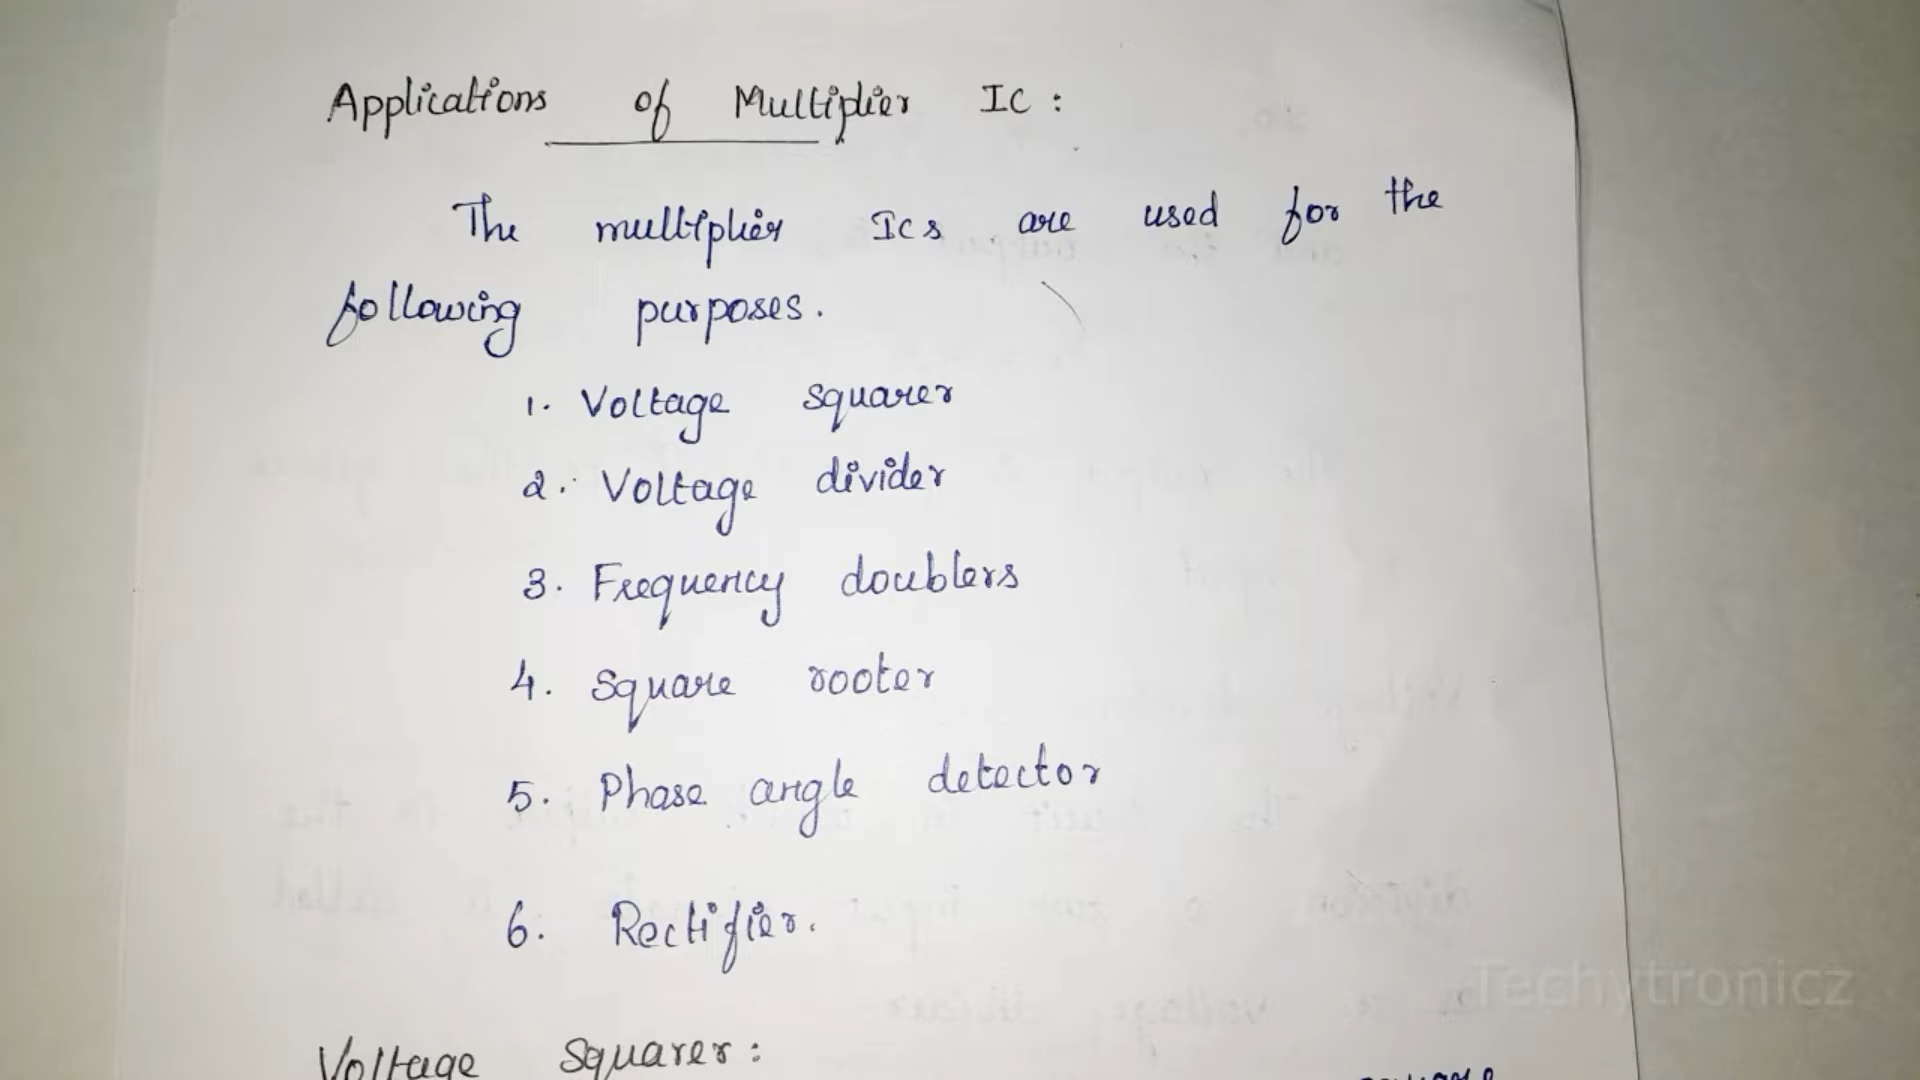 Applications of Multiplier IC :
The multiplier Ics are used for the
following purposes.
1. Voltage squarer
2. Voltage divider
3. Frequency doublers
4. Square rooter
5. Phase angle detector
6. Rectifier.
Techytronicz
Voltage Squarer :